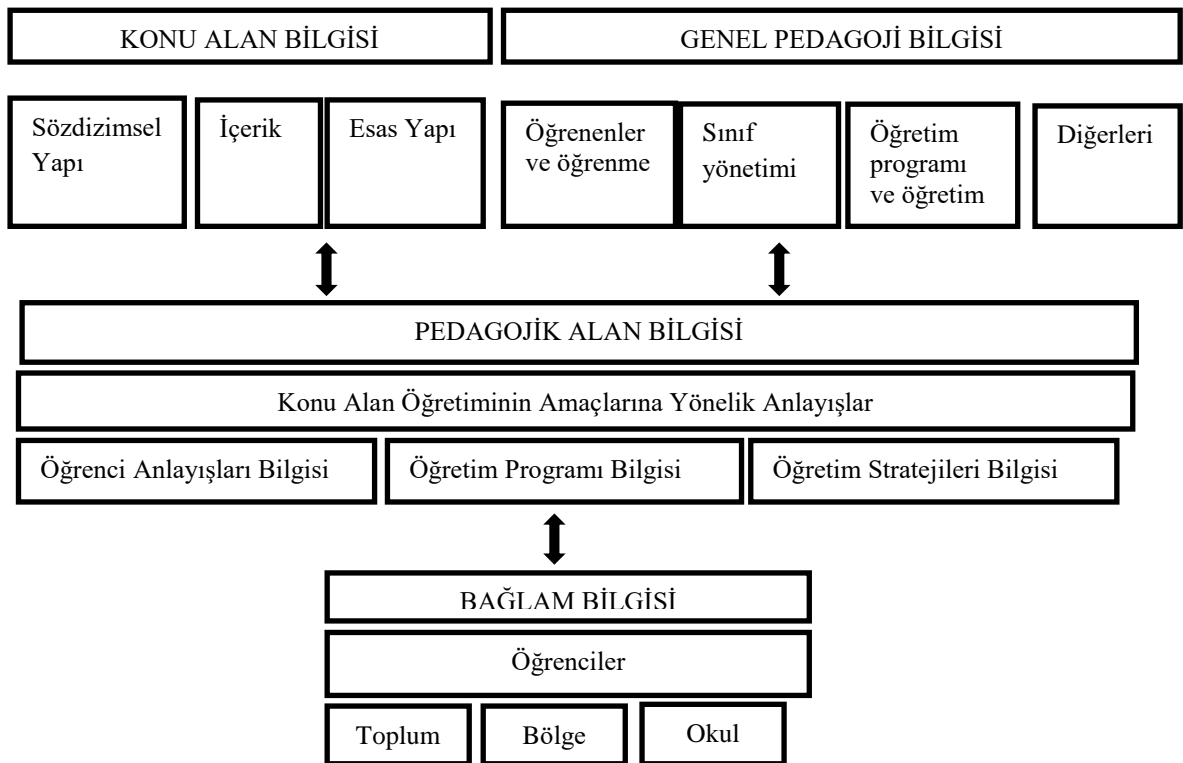 KONU ALAN BİLGİSİ
GENEL PEDAGOJİ BİLGİSİ
Sözdizimsel
Yapı
İçerik
Esas Yapı
Öğrenenler
ve öğrenme
Sınıf
yönetimi
Öğretim
programı
ve öğretim
Diğerleri
PEDAGOJİK ALAN BİLGİSİ
Konu Alan Öğretiminin Amaçlarına Yönelik Anlayışlar
Öğrenci Anlayışları Bilgisi
Öğretim Programı Bilgisi
Öğretim Stratejileri Bilgisi
BAĞLAM BİLGİSİ
Öğrenciler
Toplum
Bölge
Okul